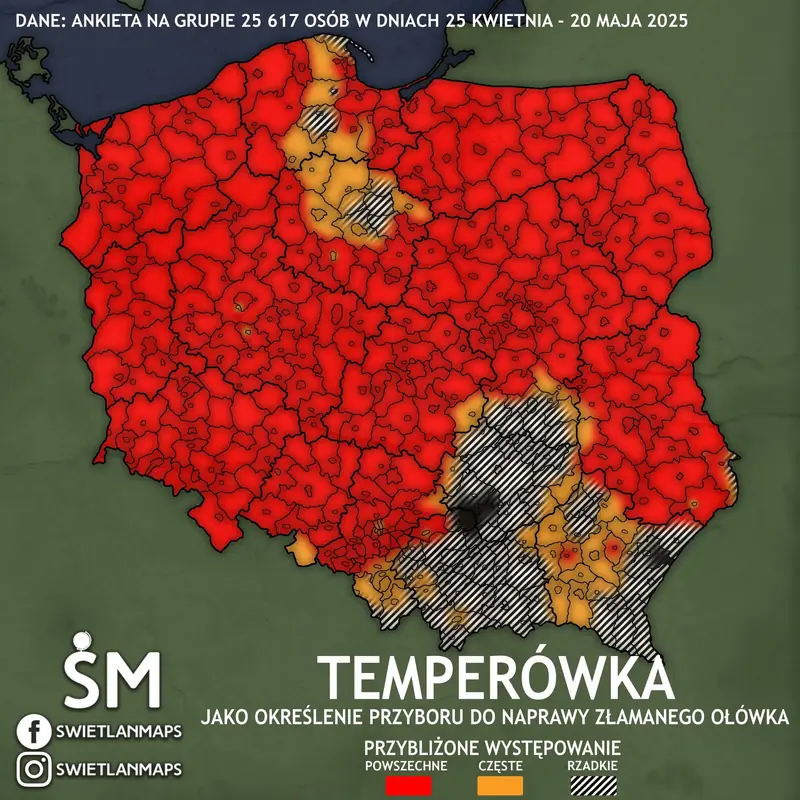 DANE: ANKIETA NA GRUPIE 25 617 OSÓB W DNIACH 25 KWIETNIA - 20 MAJA 2025
ŚM
SWIETLANMAPS
SWIETLANMAPS
TEMPERÓWKA
JAKO OKREŚLENIE PRZYBORU DO NAPRAWY ZŁAMANEGO OŁÓWKA
PRZYBLIŻONE WYSTĘPOWANIE
POWSZECHNE CZĘSTE RZADKIE